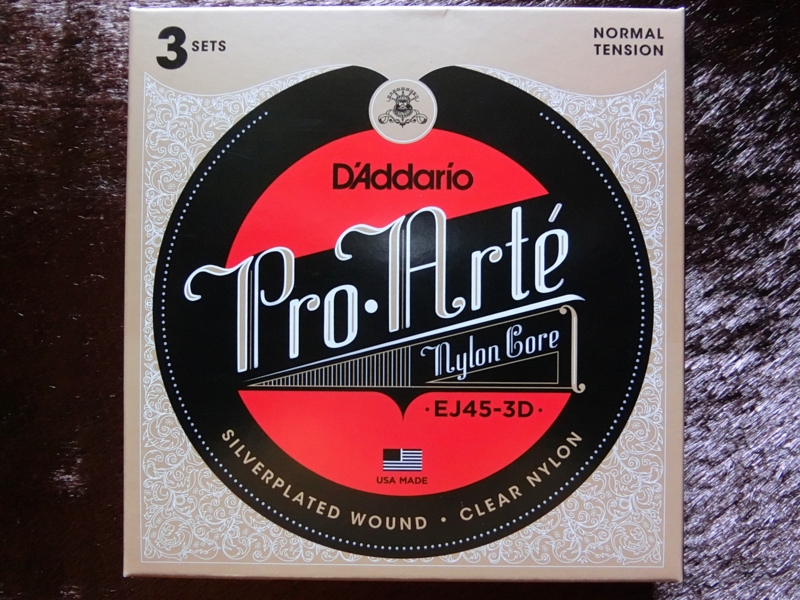 3 SETS
NORMAL
TENSION
D'Addario
Pro·Arté
Nylon Core
·EJ45-3D·
USA MADE
SILVERPLATED WOUND • CLEAR NYLON